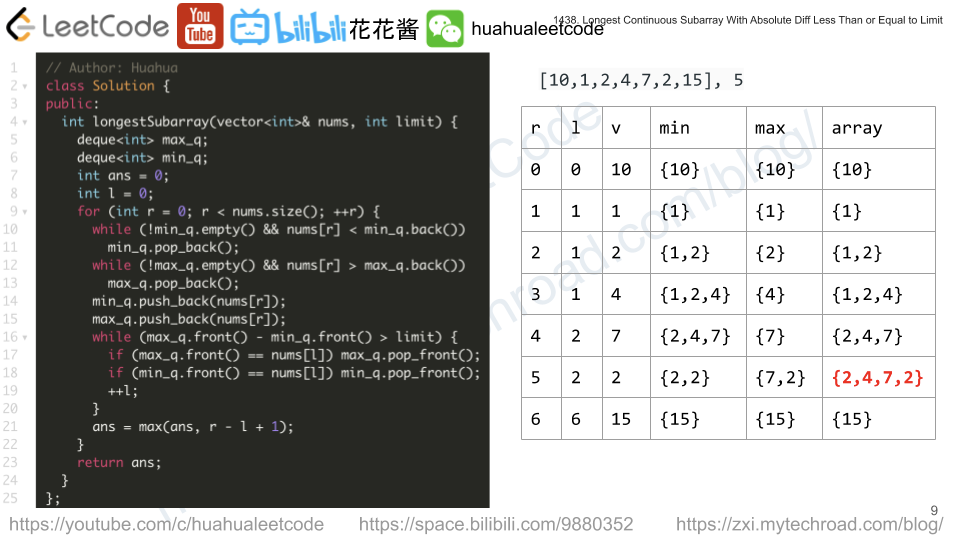 LeetCode You Tube bilibili 花花酱 huahualeetcode
1438. Longest Continuous Subarray With Absolute Diff Less Than or Equal to Limit
1 // Author: Huahua
2 class Solution {
3 public:
4 int longestSubarray(vector<int>& nums, int limit) {
5 deque<int> max_q;
6 deque<int> min_q;
7 int ans = 0;
8 int l = 0;
9 for (int r = 0; r < nums.size(); ++r) {
10 while (!min_q.empty() && nums[r] < min_q.back())
11 min_q.pop_back();
12 while (!max_q.empty() && nums[r] > max_q.back())
13 max_q.pop_back();
14 min_q.push_back(nums[r]);
15 max_q.push_back(nums[r]);
16 while (max_q.front() - min_q.front() > limit) {
17 if (max_q.front() == nums[l]) max_q.pop_front();
18 if (min_q.front() == nums[l]) min_q.pop_front();
19 ++l;
20 }
21 ans = max(ans, r - l + 1);
22 }
23 return ans;
24 }
25 };
[10,1,2,4,7,2,15], 5
r l v min max array
0 0 10 {10} {10} {10}
1 1 1 {1} {1} {1}
2 1 2 {1,2} {2} {1,2}
3 1 4 {1,2,4} {4} {1,2,4}
4 2 7 {2,4,7} {7} {2,4,7}
5 2 2 {2,2} {7,2} {2,4,7,2}
6 6 15 {15} {15} {15}
9
https://youtube.com/c/huahualeetcode https://space.bilibili.com/9880352 https://zxi.mytechroad.com/blog/